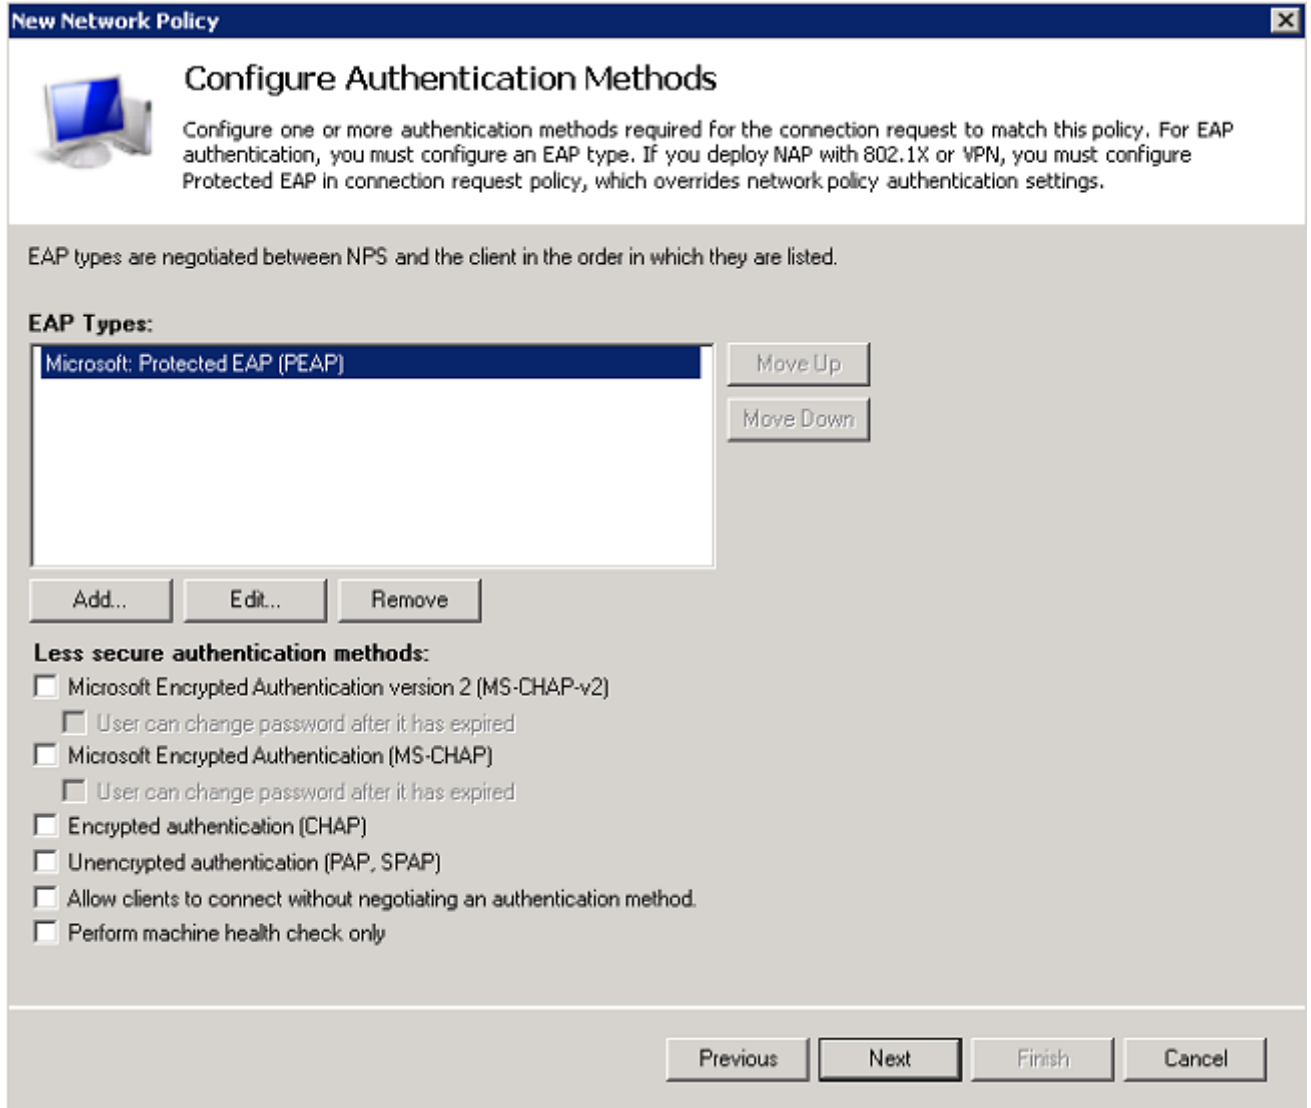 New Network Policy
Configure Authentication Methods
Configure one or more authentication methods required for the connection request to match this policy. For EAP
authentication, you must configure an EAP type. If you deploy NAP with 802.1X or VPN, you must configure
Protected EAP in connection request policy, which overrides network policy authentication settings.
EAP types are negotiated between NPS and the client in the order in which they are listed.
EAP Types:
Microsoft: Protected EAP (PEAP)
Move Up
Move Down
Add...
Edit...
Remove
Less secure authentication methods:
Microsoft Encrypted Authentication version 2 (MS-CHAP-v2)
User can change password after it has expired
Microsoft Encrypted Authentication (MS-CHAP)
User can change password after it has expired
Encrypted authentication (CHAP)
Unencrypted authentication (PAP, SPAP)
Allow clients to connect without negotiating an authentication method.
Perform machine health check only
Previous
Next
Finish
Cancel